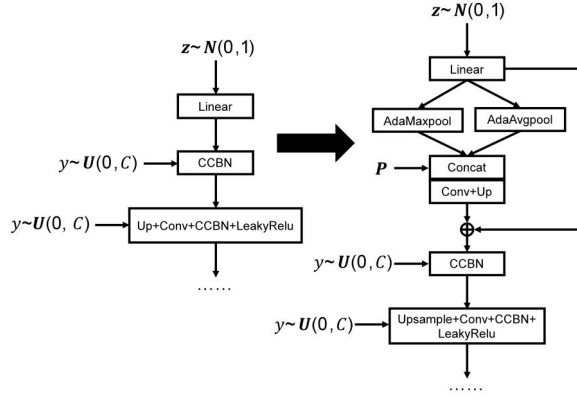 z~ N(0,1)
Linear
y~ U(0, C)
CCBN
y~ U(0, C)
Up+Conv+CCBN+LeakyRelu
......
z~ N(0,1)
Linear
AdaMaxpool
AdaAvgpool
P
Concat
Conv+Up
y~ U(0, C)
CCBN
y~ U(0, C)
Upsample+Conv+CCBN+
LeakyRelu
......